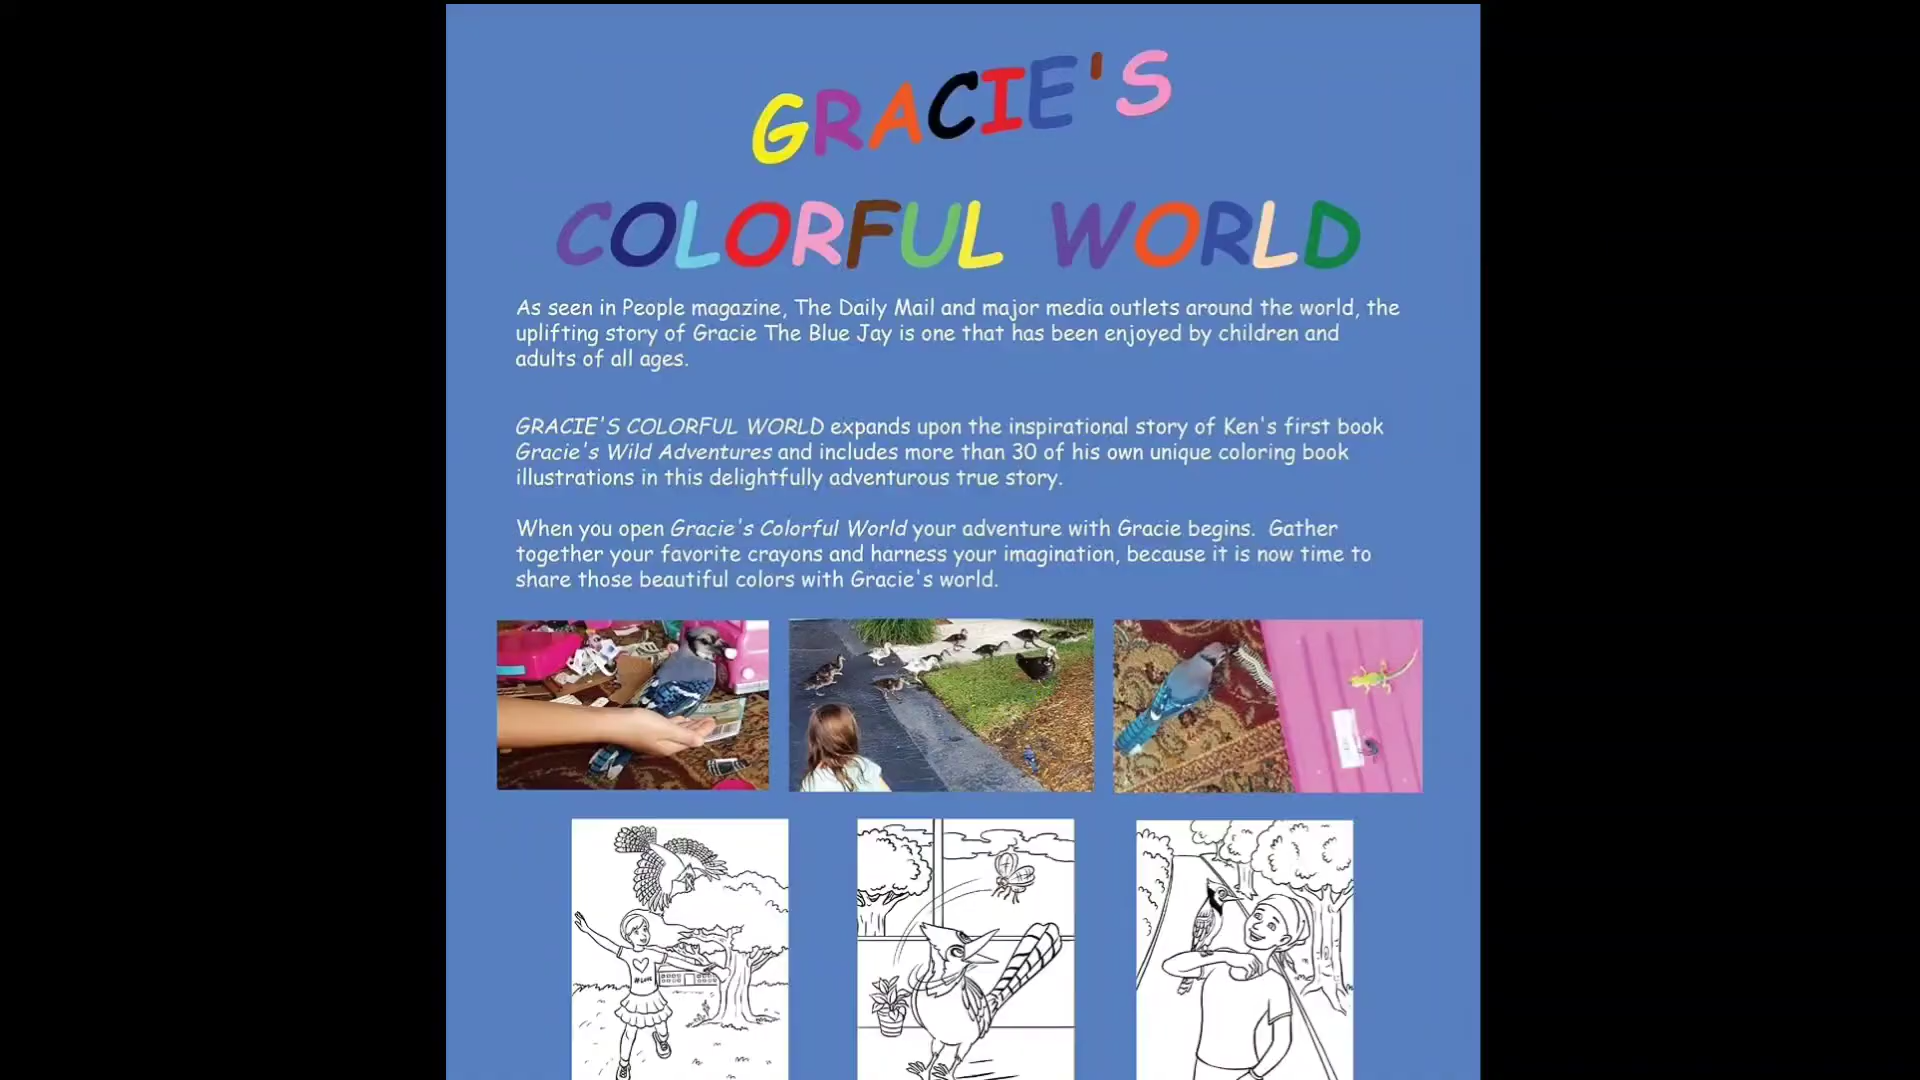 GRACIE'S
COLORFUL WORLD
As seen in People magazine, The Daily Mail and major media outlets around the world, the
uplifting story of Gracie The Blue Jay is one that has been enjoyed by children and
adults of all ages.
GRACIE'S COLORFUL WORLD expands upon the inspirational story of Ken's first book
Gracie's Wild Adventures and includes more than 30 of his own unique coloring book
illustrations in this delightfully adventurous true story.
When you open Gracie's Colorful World your adventure with Gracie begins. Gather
together your favorite crayons and harness your imagination, because it is now time to
share those beautiful colors with Gracie's world.